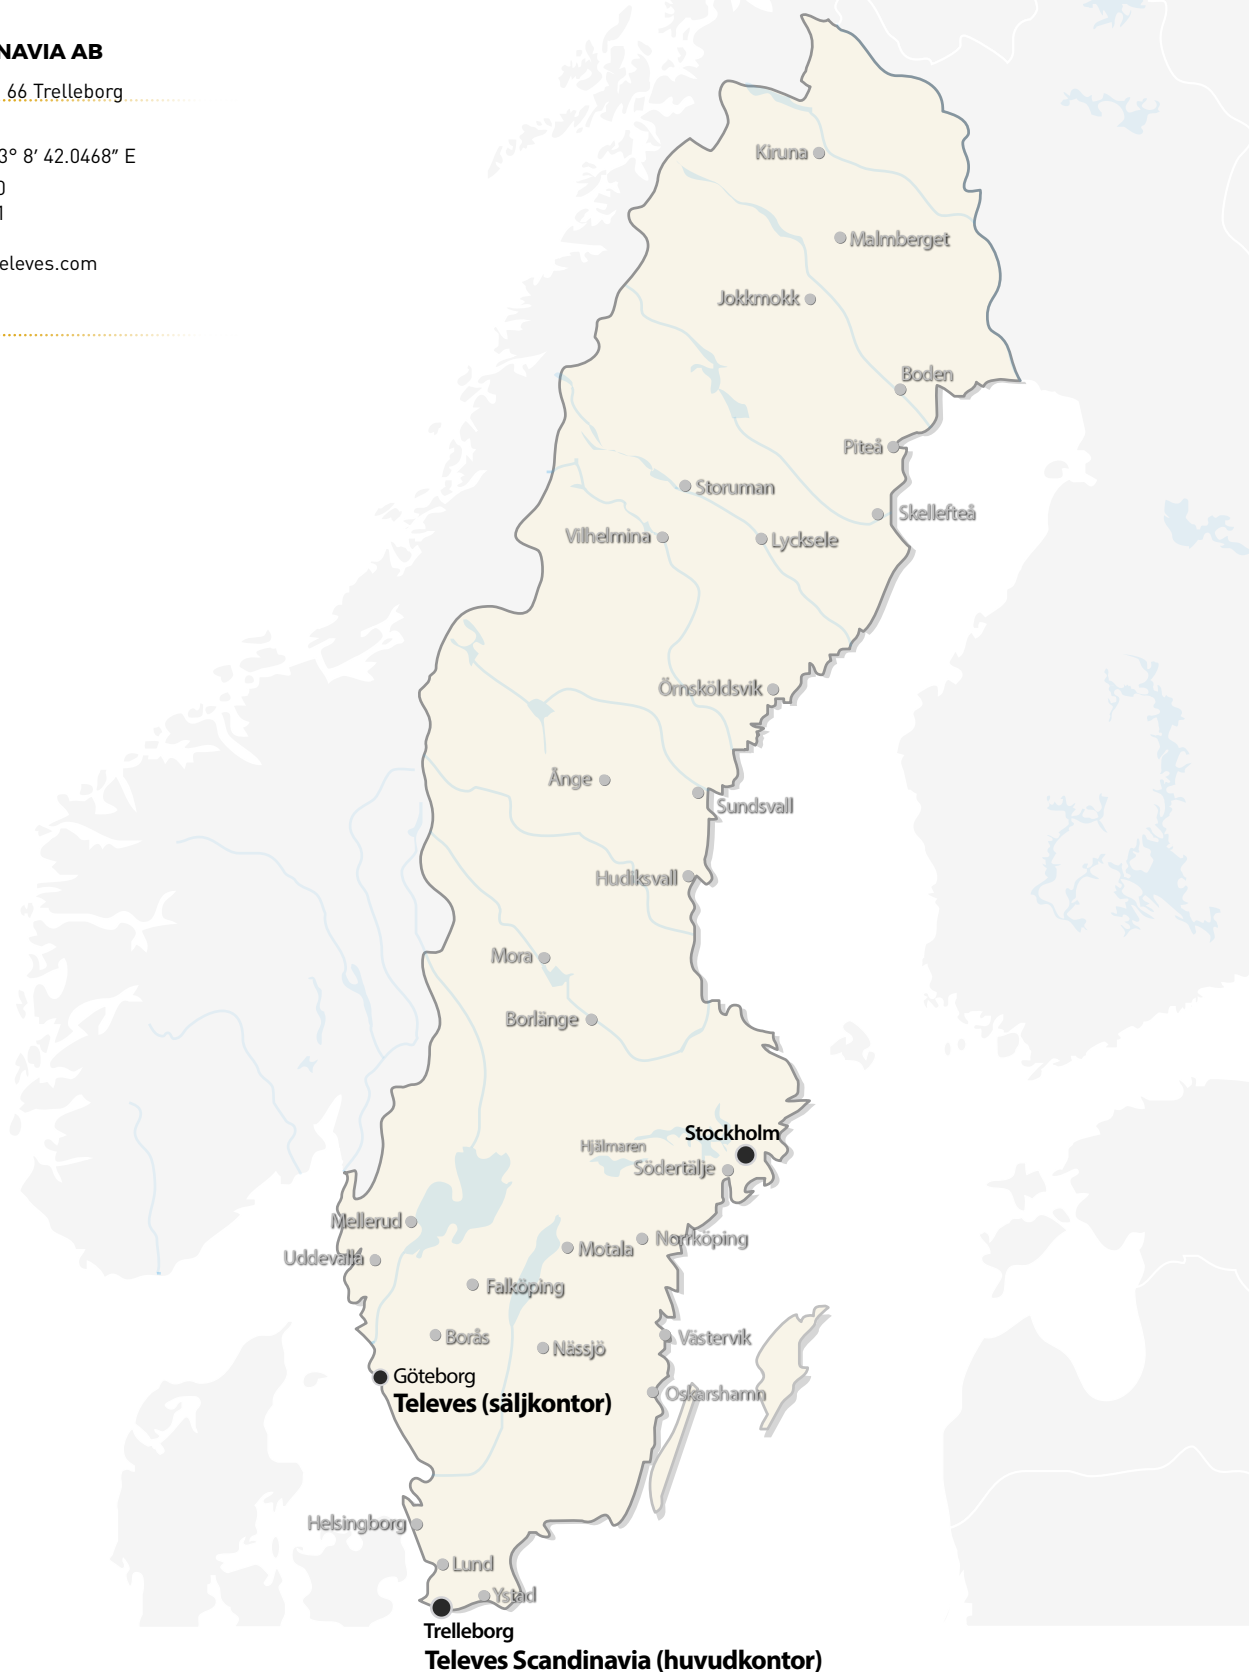 NAVIA AB
66 Trelleborg
3° 8’ 42.0468” E
0
1
eleves.com
Kiruna
Malmberget
Jokkmokk
Boden
Piteå
Storuman
Skellefteå
Vilhelmina
Lycksele
Örnsköldsvik
Ånge
Sundsvall
Hudiksvall
Mora
Borlänge
Stockholm
Hjälmaren
Södertälje
Mellerud
Norrköping
Motala
Uddevalla
Falköping
Borås
Västervik
Nässjö
Göteborg
Oskarshamn
Televes (säljkontor)
Helsingborg
Lund
Ystad
Trelleborg
Televes Scandinavia (huvudkontor)